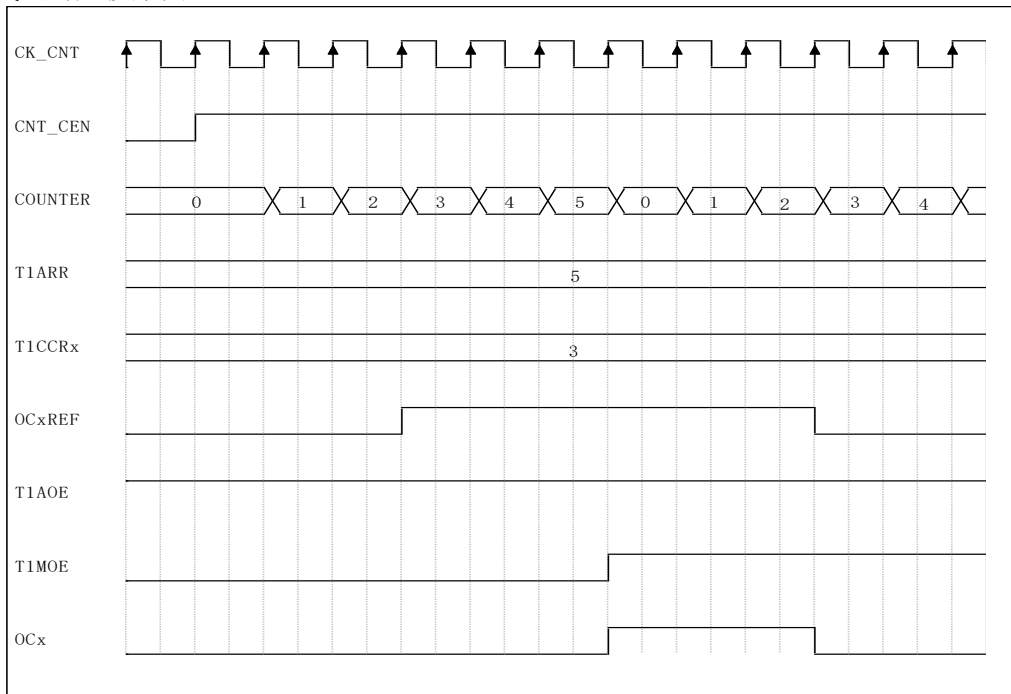 CK_CNT
CNT_CEN
COUNTER 0 1 2 3 4 5 0 1 2 3 4
T1ARR 5
T1CCRx 3
OCxREF
T1AOE
T1MOE
OCx